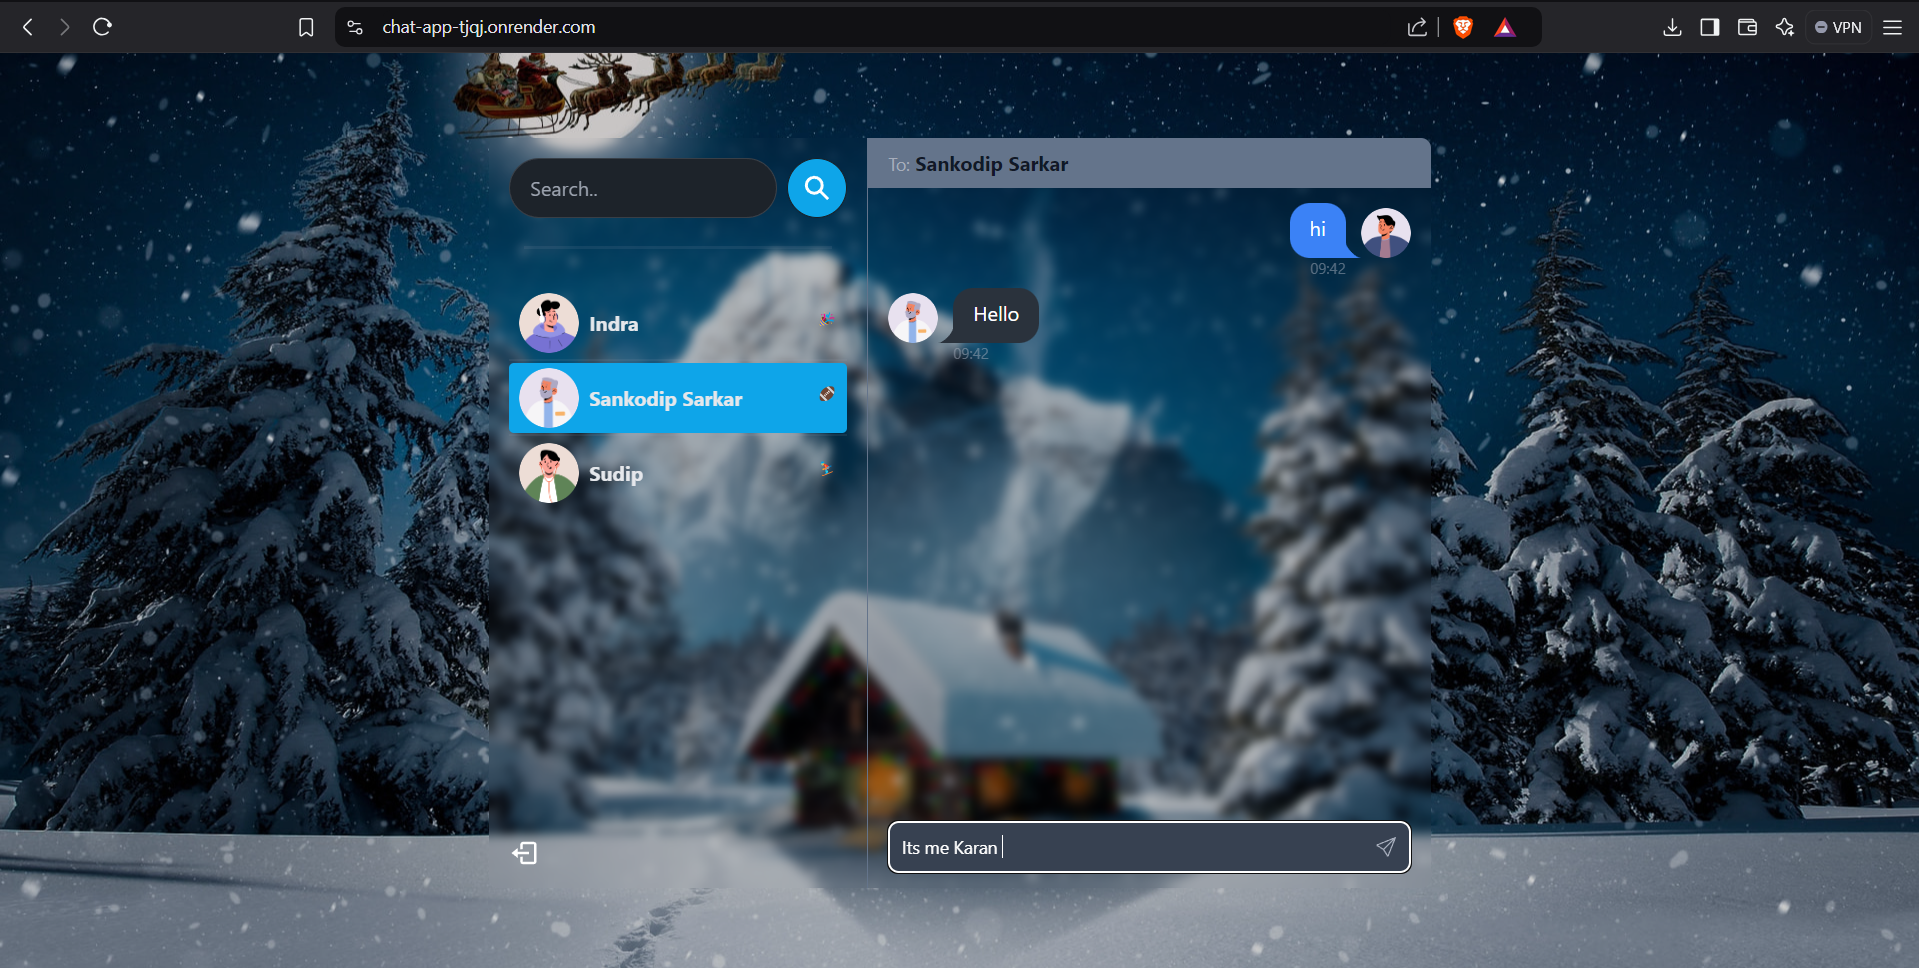 chat-app-tjqj.onrender.com
VPN
Search..
To: Sankodip Sarkar
hi
09:42
Indra
Hello
09:42
Sankodip Sarkar
Sudip
Its me Karan